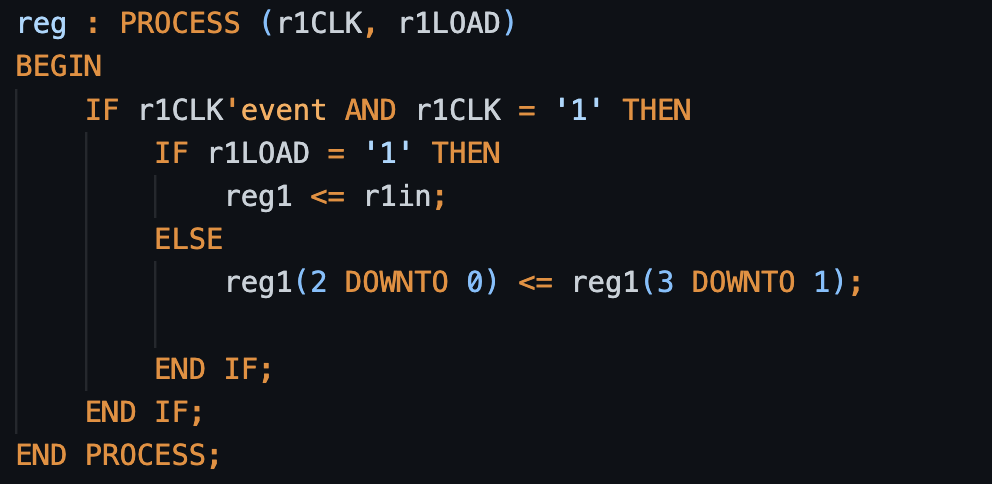 reg : PROCESS (r1CLK, r1LOAD)
BEGIN
    IF r1CLK'event AND r1CLK = '1' THEN
        IF r1LOAD = '1' THEN
            reg1 <= r1in;
        ELSE
            reg1(2 DOWNTO 0) <= reg1(3 DOWNTO 1);
        END IF;
    END IF;
END PROCESS;